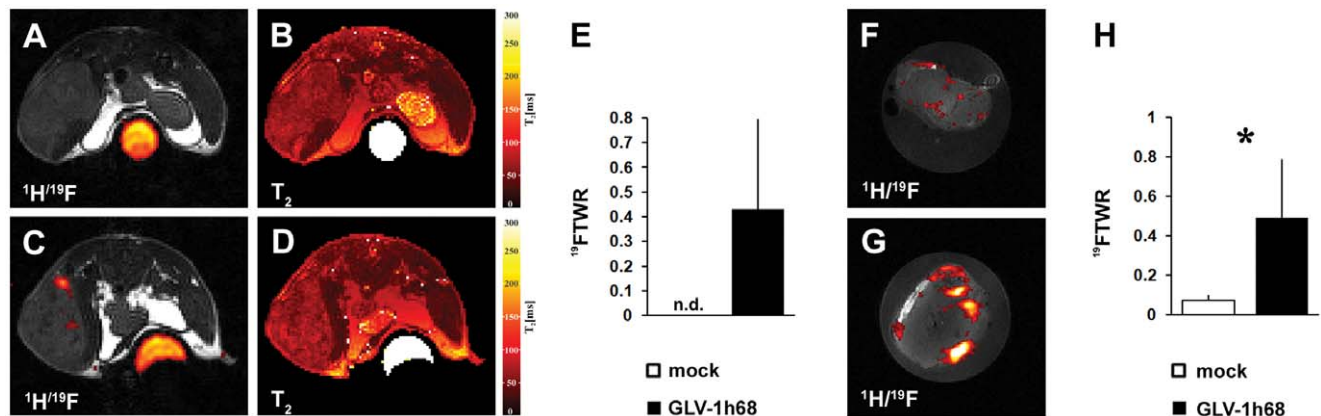 A
¹H/¹⁹F
B
T₂
300
250
200
150
100
50
0
T₂[ms]
C
¹H/¹⁹F
D
T₂
300
250
200
150
100
50
0
T₂[ms]
E
¹⁹FTWR
0.8
0.7
0.6
0.5
0.4
0.3
0.2
0.1
0
n.d.
mock
GLV-1h68
F
¹H/¹⁹F
G
¹H/¹⁹F
H
¹⁹FTWR
1
0.8
0.6
0.4
0.2
0
*
mock
GLV-1h68